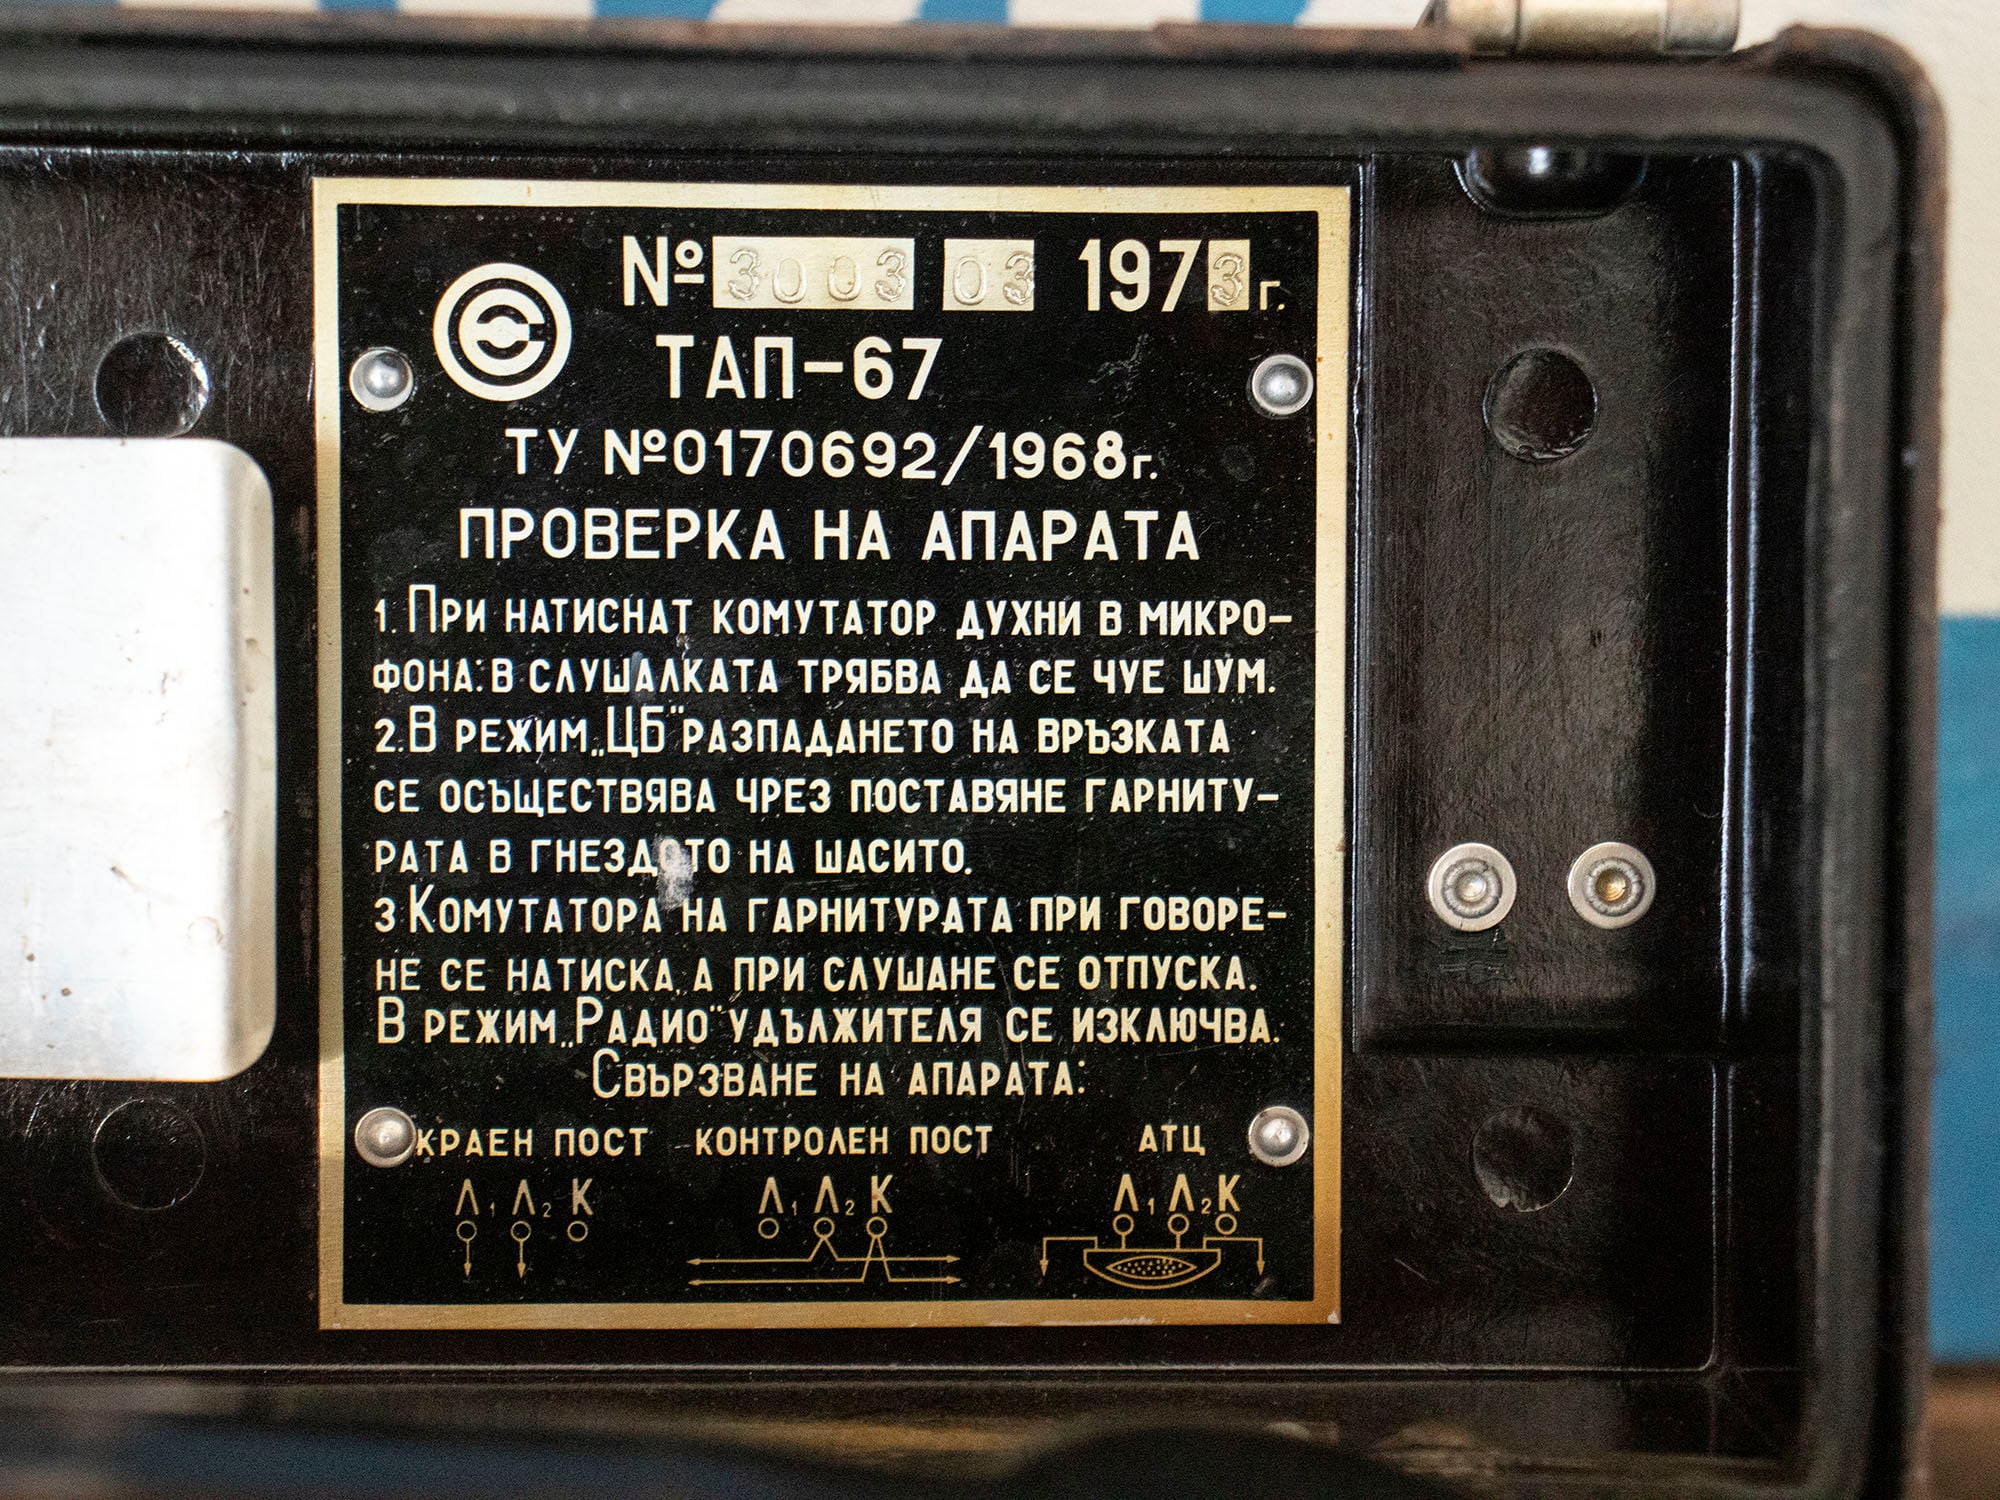 № 3003 03 1973 г.
ТАП-67
ТУ №0170692/1968г.
ПРОВЕРКА НА АПАРАТА
1. ПРИ НАТИСНАТ КОМУТАТОР ДУХНИ В МИКРО-
ФОНА: В СЛУШАЛКАТА ТРЯБВА ДА СЕ ЧУЕ ШУМ.
2. В РЕЖИМ „ЦБ" РАЗПАДАНЕТО НА ВРЪЗКАТА
СЕ ОСЪЩЕСТВЯВА ЧРЕЗ ПОСТАВЯНЕ ГАРНИТУ-
РАТА В ГНЕЗДОТО НА ШАСИТО.
3 КОМУТАТОРА НА ГАРНИТУРАТА ПРИ ГОВОРЕ-
НЕ СЕ НАТИСКА, А ПРИ СЛУШАНЕ СЕ ОТПУСКА.
В РЕЖИМ „РАДИО" УДЪЛЖИТЕЛЯ СЕ ИЗКЛЮЧВА.
СВЪРЗВАНЕ НА АПАРАТА:
КРАЕН ПОСТ КОНТРОЛЕН ПОСТ АТЦ
Л1 Л2 К Л1 Л2 К Л1 Л2 К